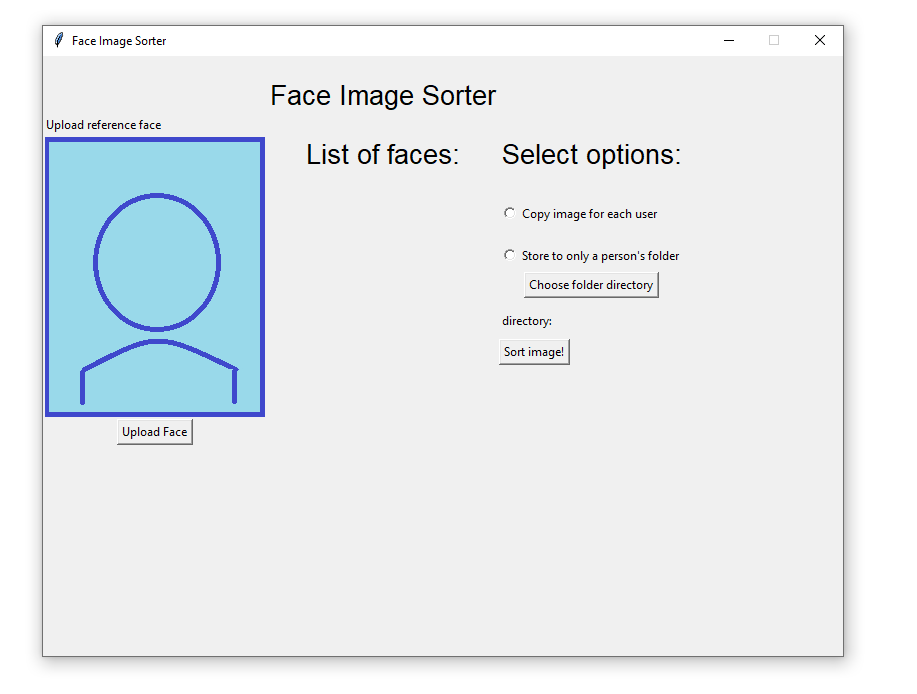 Face Image Sorter
Face Image Sorter
Upload reference face
List of faces:
Select options:
Copy image for each user
Store to only a person's folder
Choose folder directory
directory:
Sort image!
Upload Face